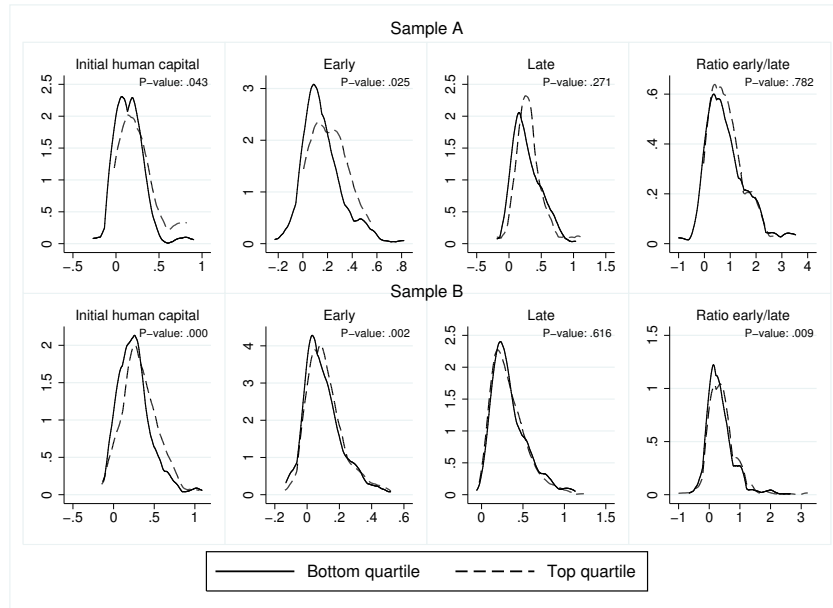 Sample A
Initial human capital
P-value: .043
0 .5 1 1.5 2 2.5
-.5 0 .5 1
Early
P-value: .025
0 1 2 3
-.2 0 .2 .4 .6 .8
Late
P-value: .271
0 .5 1 1.5 2 2.5
-.5 0 .5 1 1.5
Ratio early/late
P-value: .782
0 .2 .4 .6
-1 0 1 2 3 4
Sample B
Initial human capital
P-value: .000
0 .5 1 1.5 2
-.5 0 .5 1
Early
P-value: .002
0 1 2 3 4
-.2 0 .2 .4 .6
Late
P-value: .616
0 .5 1 1.5 2 2.5
0 .5 1 1.5
Ratio early/late
P-value: .009
0 .5 1 1.5
-1 0 1 2 3
Bottom quartile
Top quartile